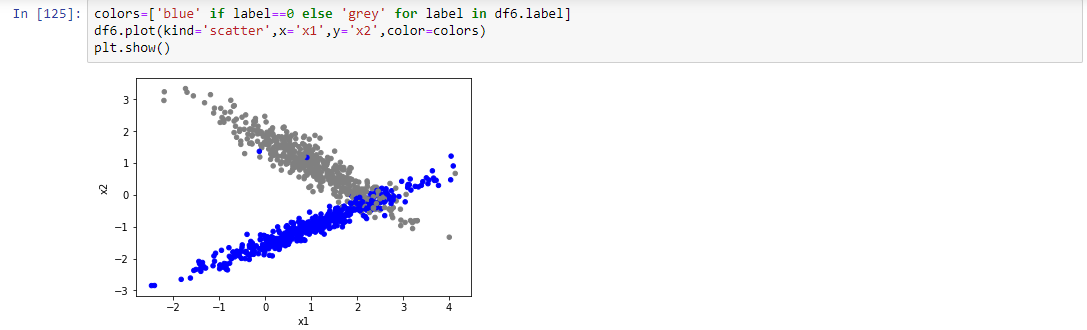 In [125]: colors=['blue' if label==0 else 'grey' for label in df6.label]
df6.plot(kind='scatter',x='x1',y='x2',color=colors)
plt.show()
3
2
1
0
−1
−2
−3
x2
−2 −1 0 1 2 3 4
x1